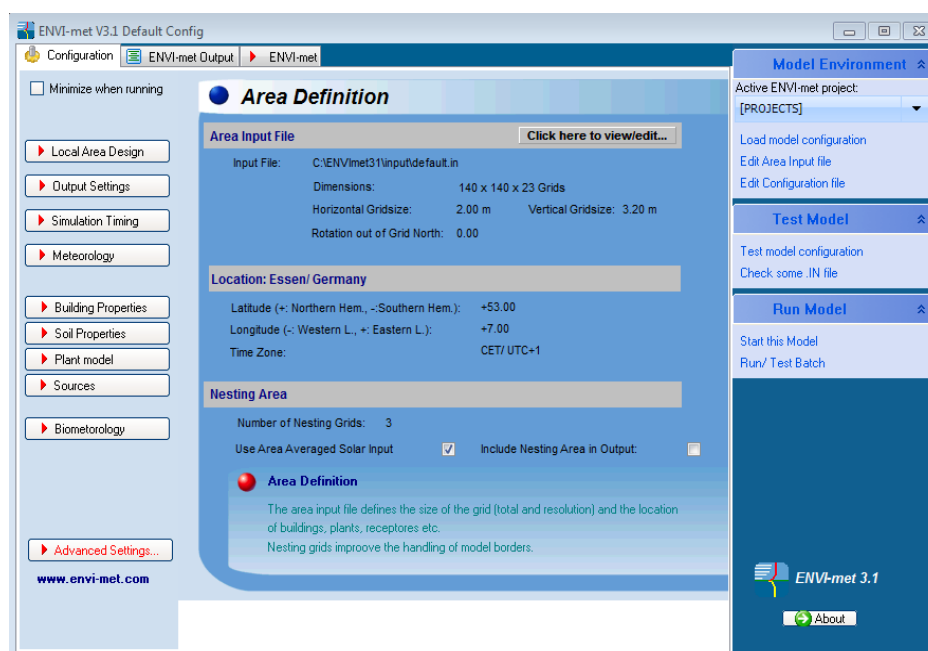 ENVI-met V3.1 Default Config
Configuration ENVI-met Output ENVI-met
Minimize when running
Local Area Design
Output Settings
Simulation Timing
Meteorology
Building Properties
Soil Properties
Plant model
Sources
Biometorology
Advanced Settings...
www.envi-met.com
Area Definition
Area Input File Click here to view/edit...
Input File: C:\ENVImet31\input\default.in
Dimensions: 140 x 140 x 23 Grids
Horizontal Gridsize: 2.00 m Vertical Gridsize: 3.20 m
Rotation out of Grid North: 0.00
Location: Essen/ Germany
Latitude (+: Northern Hem., -:Southern Hem.): +53.00
Longitude (-: Western L., +: Eastern L.): +7.00
Time Zone: CET/ UTC+1
Nesting Area
Number of Nesting Grids: 3
Use Area Averaged Solar Input Include Nesting Area in Output:
Area Definition
The area input file defines the size of the grid (total and resolution) and the location
of buildings, plants, receptores etc.
Nesting grids improove the handling of model borders.
Model Environment
Active ENVI-met project:
[PROJECTS]
Load model configuration
Edit Area Input file
Edit Configuration file
Test Model
Test model configuration
Check some .IN file
Run Model
Start this Model
Run/ Test Batch
ENVI-met 3.1
About